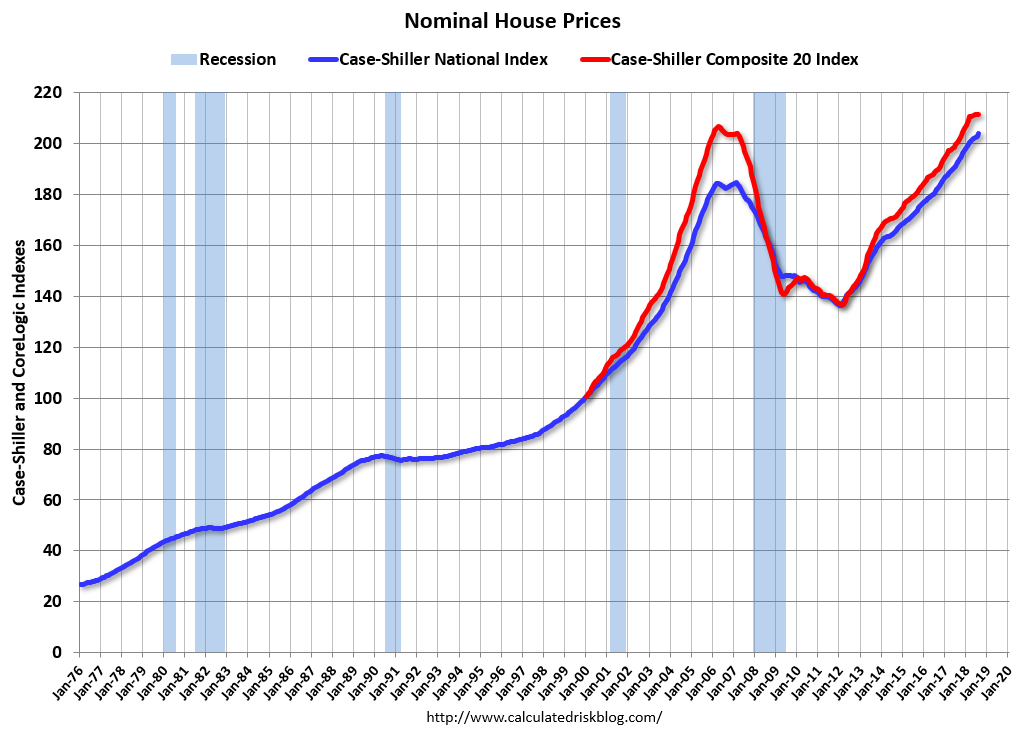 Nominal House Prices
Recession Case-Shiller National Index Case-Shiller Composite 20 Index
Case-Shiller and CoreLogic Indexes
220
200
180
160
140
120
100
80
60
40
20
0
Jan-76 Jan-77 Jan-78 Jan-79 Jan-80 Jan-81 Jan-82 Jan-83 Jan-84 Jan-85 Jan-86 Jan-87 Jan-88 Jan-89 Jan-90 Jan-91 Jan-92 Jan-93 Jan-94 Jan-95 Jan-96 Jan-97 Jan-98 Jan-99 Jan-00 Jan-01 Jan-02 Jan-03 Jan-04 Jan-05 Jan-06 Jan-07 Jan-08 Jan-09 Jan-10 Jan-11 Jan-12 Jan-13 Jan-14 Jan-15 Jan-16 Jan-17 Jan-18 Jan-19 Jan-20
http://www.calculatedriskblog.com/